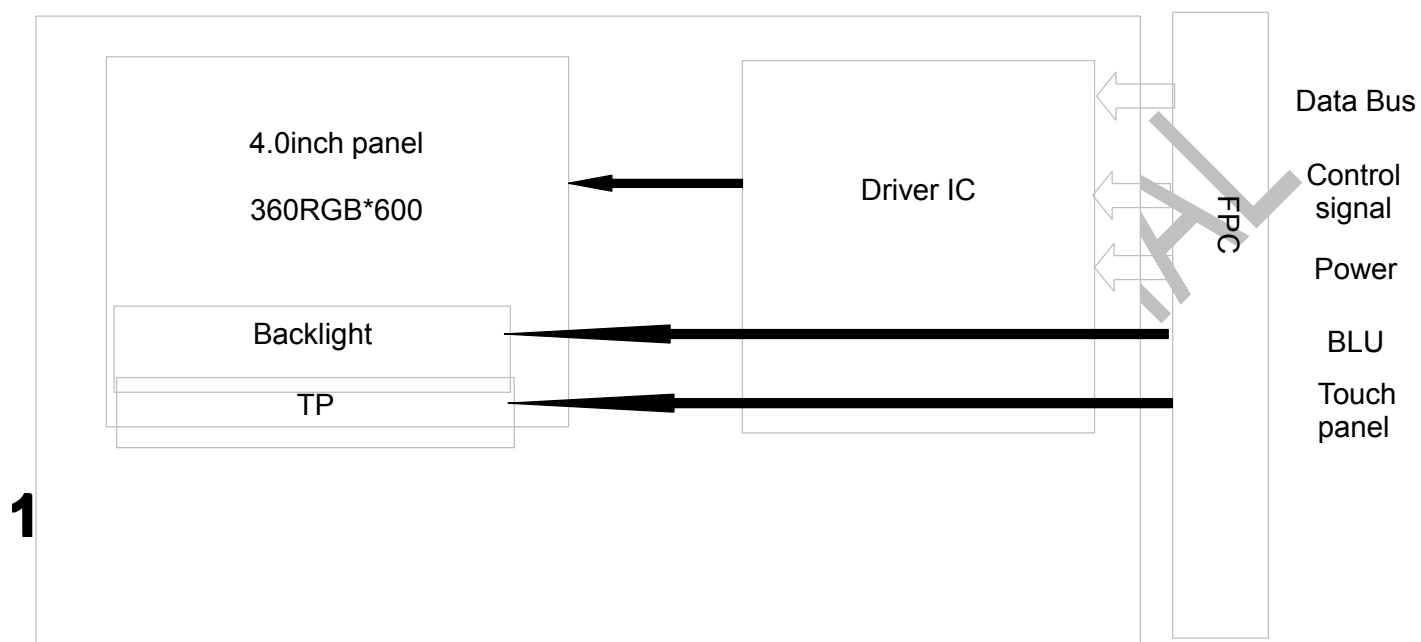 4.0inch panel
360RGB*600
Driver IC
Backlight
TP
FPC
Data Bus
Control
signal
Power
BLU
Touch
panel
AL
1